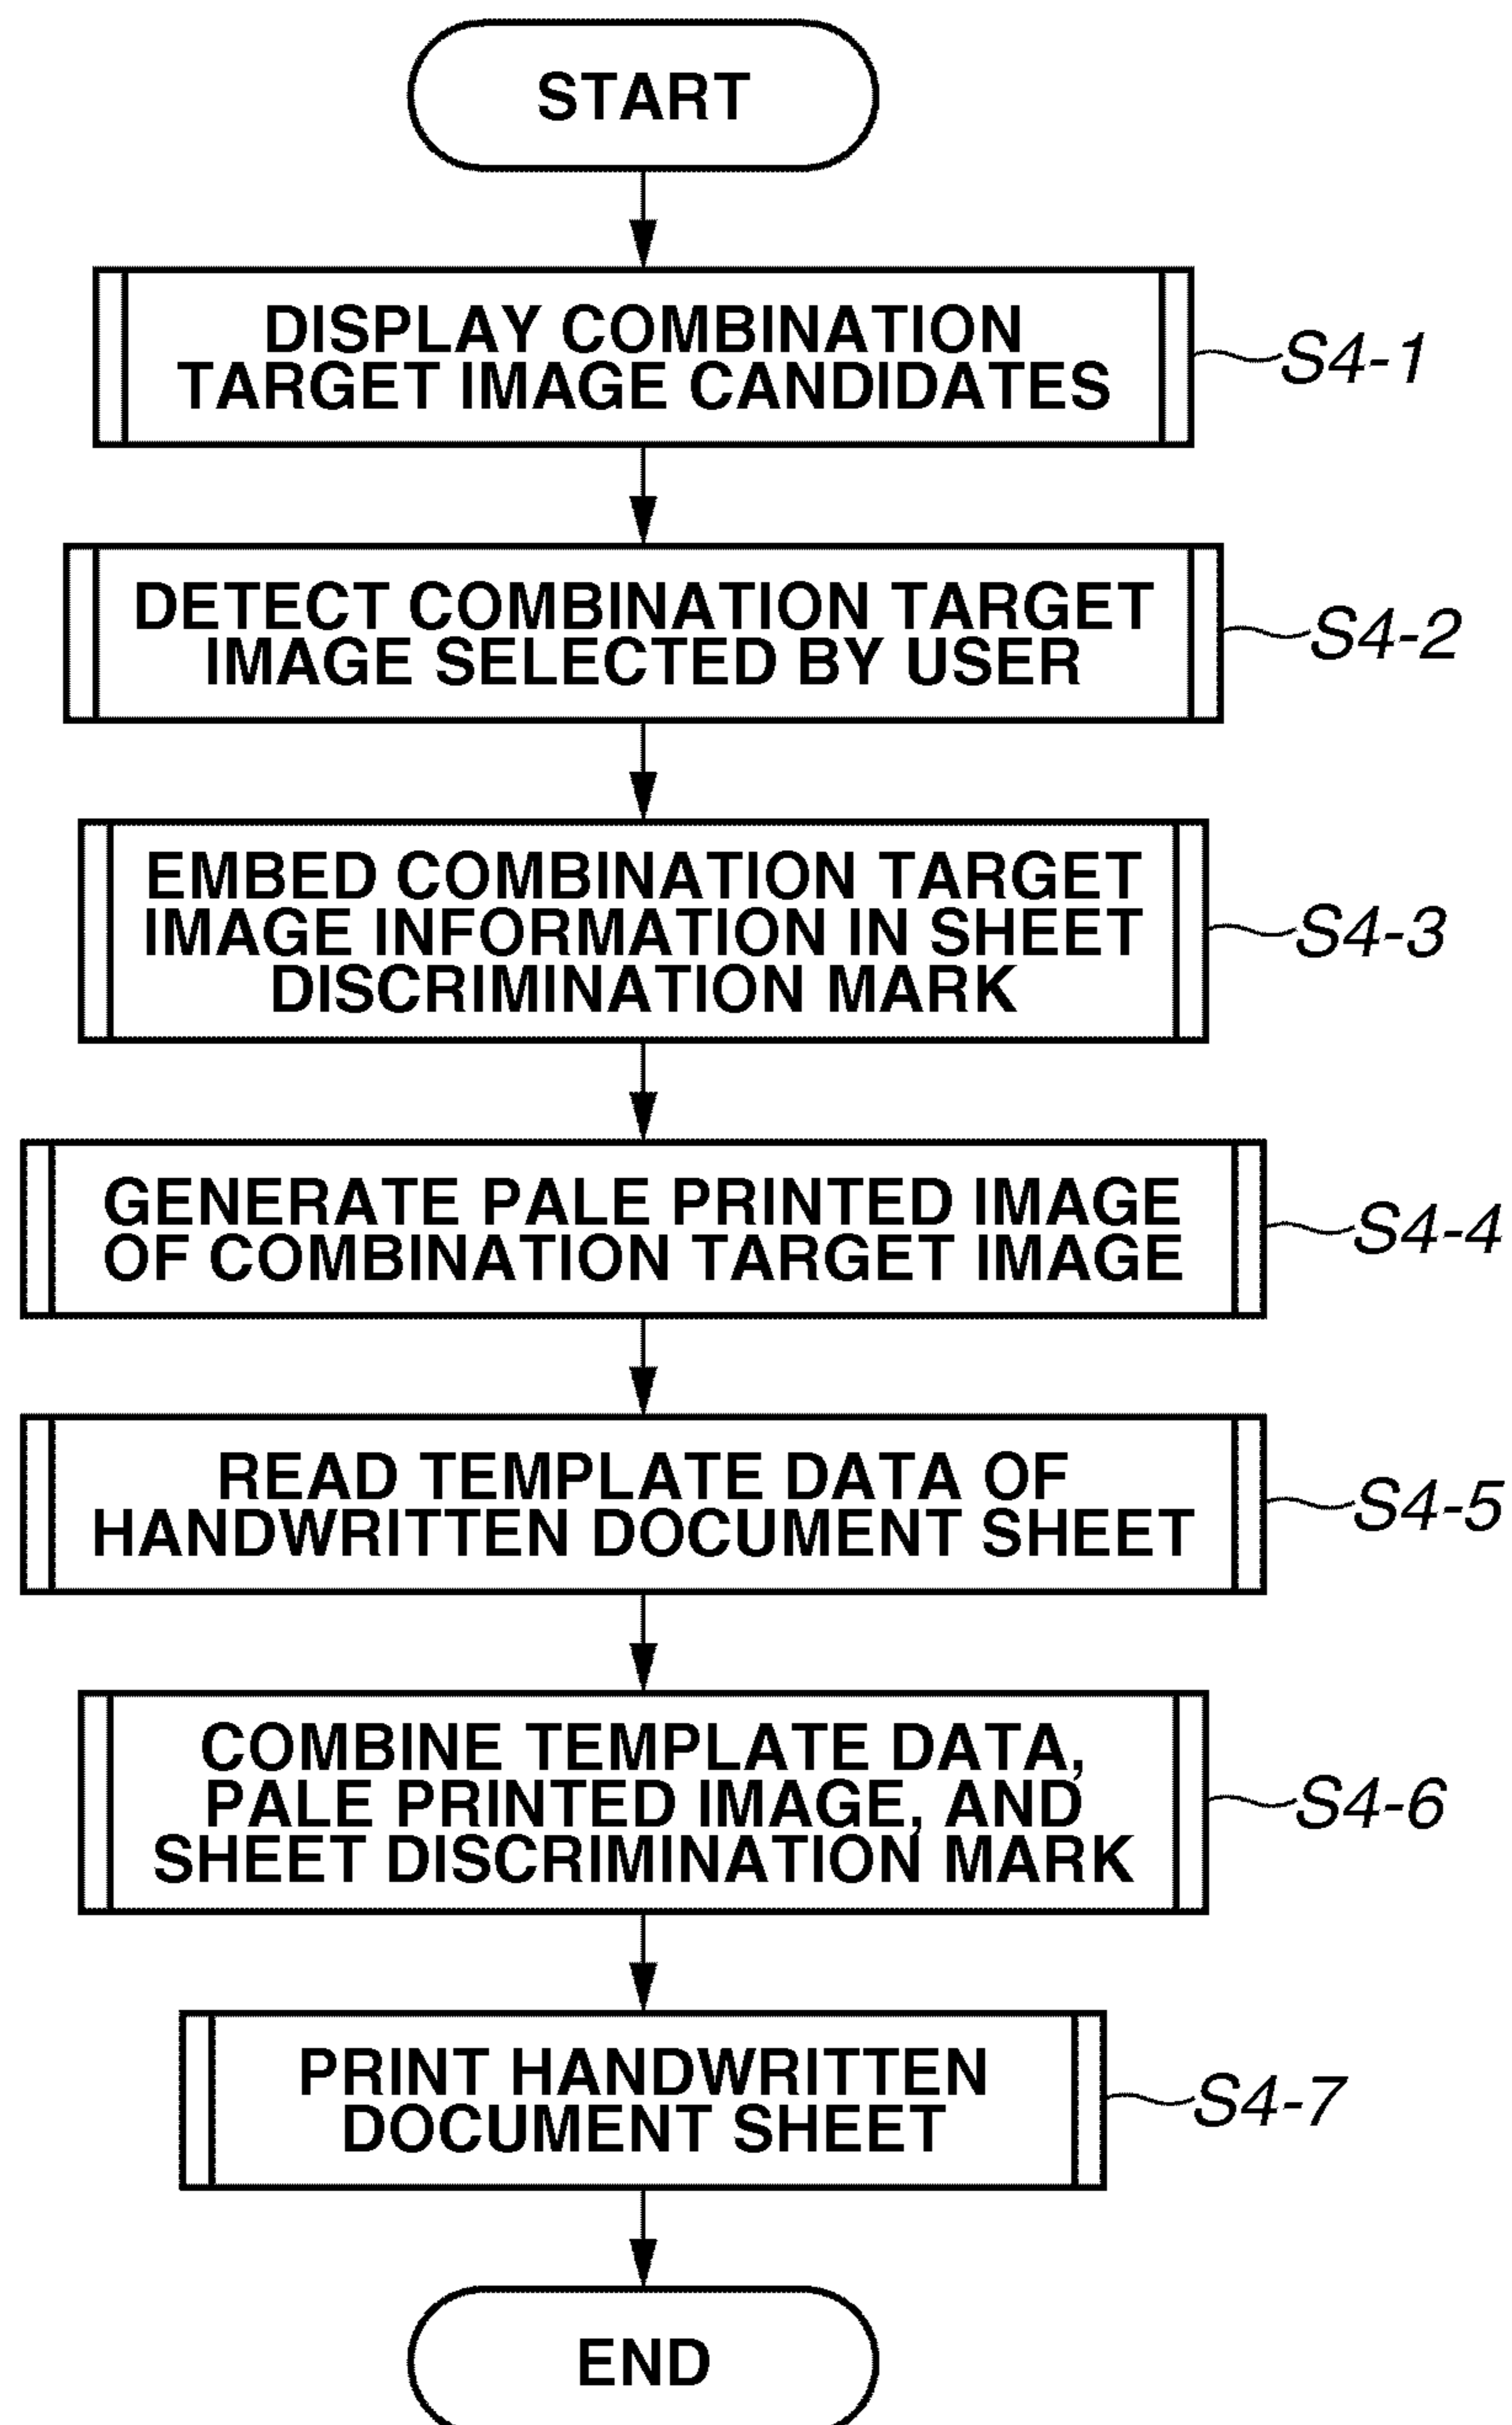 START
DISPLAY COMBINATION
TARGET IMAGE CANDIDATES
S4-1
DETECT COMBINATION TARGET
IMAGE SELECTED BY USER
S4-2
EMBED COMBINATION TARGET
IMAGE INFORMATION IN SHEET
DISCRIMINATION MARK
S4-3
GENERATE PALE PRINTED IMAGE
OF COMBINATION TARGET IMAGE
S4-4
READ TEMPLATE DATA OF
HANDWRITTEN DOCUMENT SHEET
S4-5
COMBINE TEMPLATE DATA,
PALE PRINTED IMAGE, AND
SHEET DISCRIMINATION MARK
S4-6
PRINT HANDWRITTEN
DOCUMENT SHEET
S4-7
END